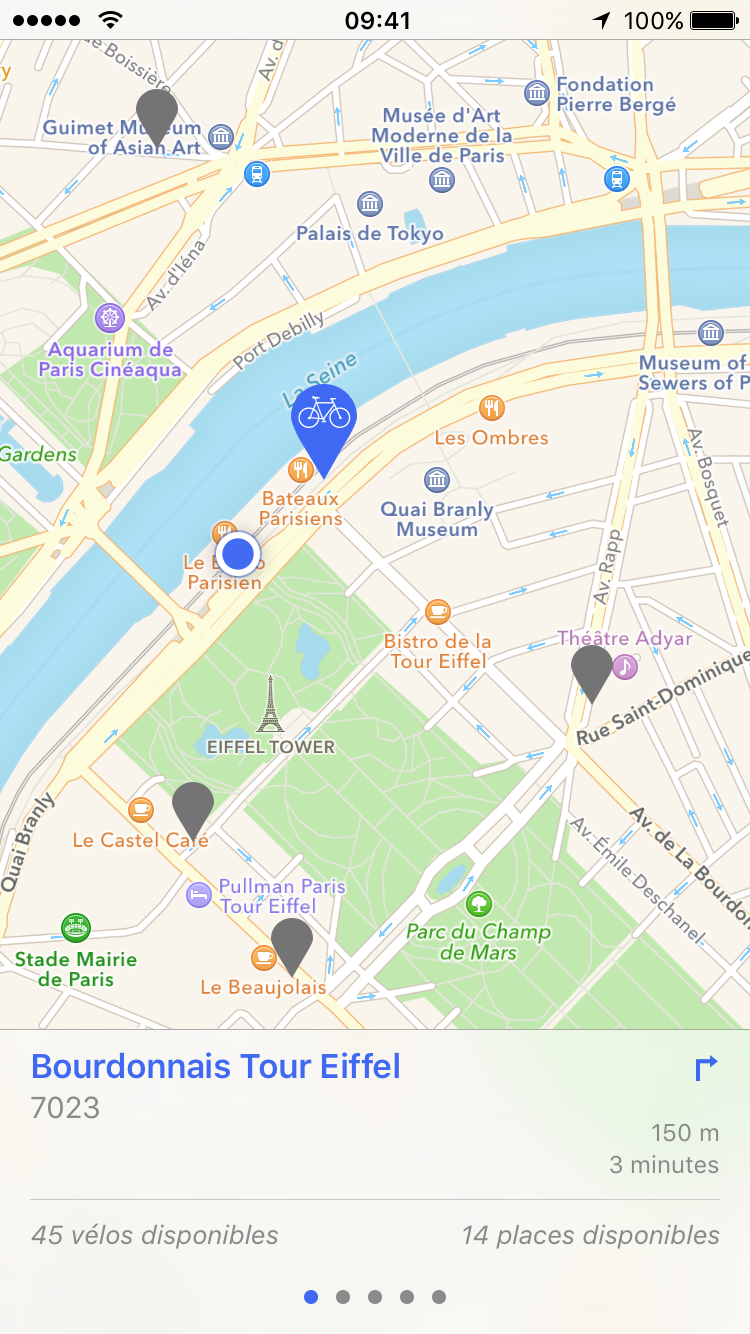 09:41
100%
de Boissière
Av. d
Fondation
Pierre Bergé
Guimet Museum
of Asian Art
Musée d'Art
Moderne de la
Ville de Paris
Palais de Tokyo
Av. d'Iéna
Aquarium de
Paris Cinéaqua
Port Debilly
La Seine
Museum of
Sewers of P
Gardens
Les Ombres
Av. Bosquet
Bateaux
Parisiens
Quai Branly
Museum
Le
Parisien
Av. Rapp
Bistro de la
Tour Eiffel
Théâtre Adyar
Rue Saint-Dominique
EIFFEL TOWER
Quai Branly
Le Castel Café
Av. de La Bourdon
Av. Émile Deschanel
Pullman Paris
Tour Eiffel
Parc du Champ
de Mars
Stade Mairie
de Paris
Le Beaujolais
Bourdonnais Tour Eiffel
7023
150 m
3 minutes
45 vélos disponibles
14 places disponibles